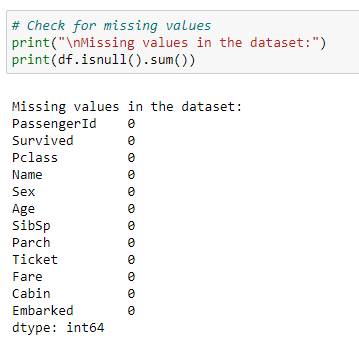 # Check for missing values
print("\nMissing values in the dataset:")
print(df.isnull().sum())
Missing values in the dataset:
PassengerId    0
Survived       0
Pclass         0
Name           0
Sex            0
Age            0
SibSp          0
Parch          0
Ticket         0
Fare           0
Cabin          0
Embarked       0
dtype: int64